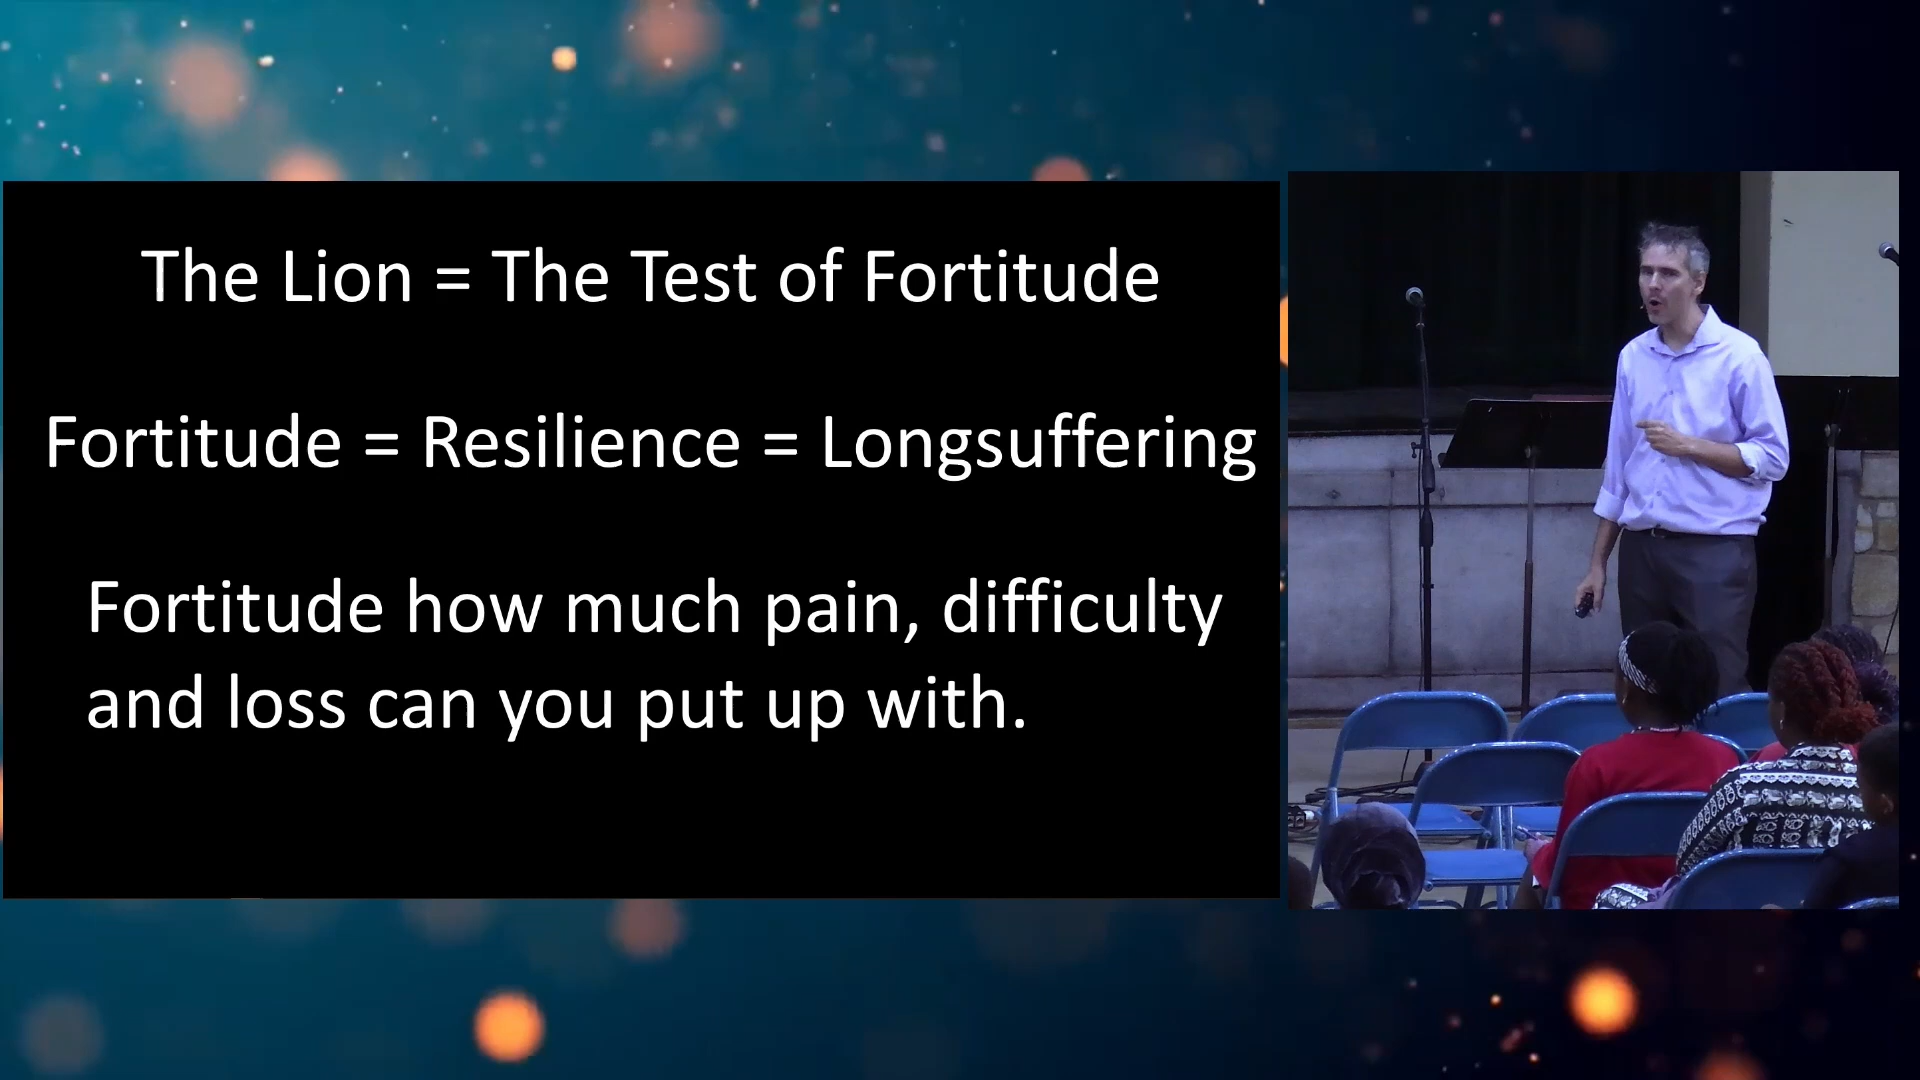 The Lion = The Test of Fortitude
Fortitude = Resilience = Longsuffering
Fortitude how much pain, difficulty
and loss can you put up with.